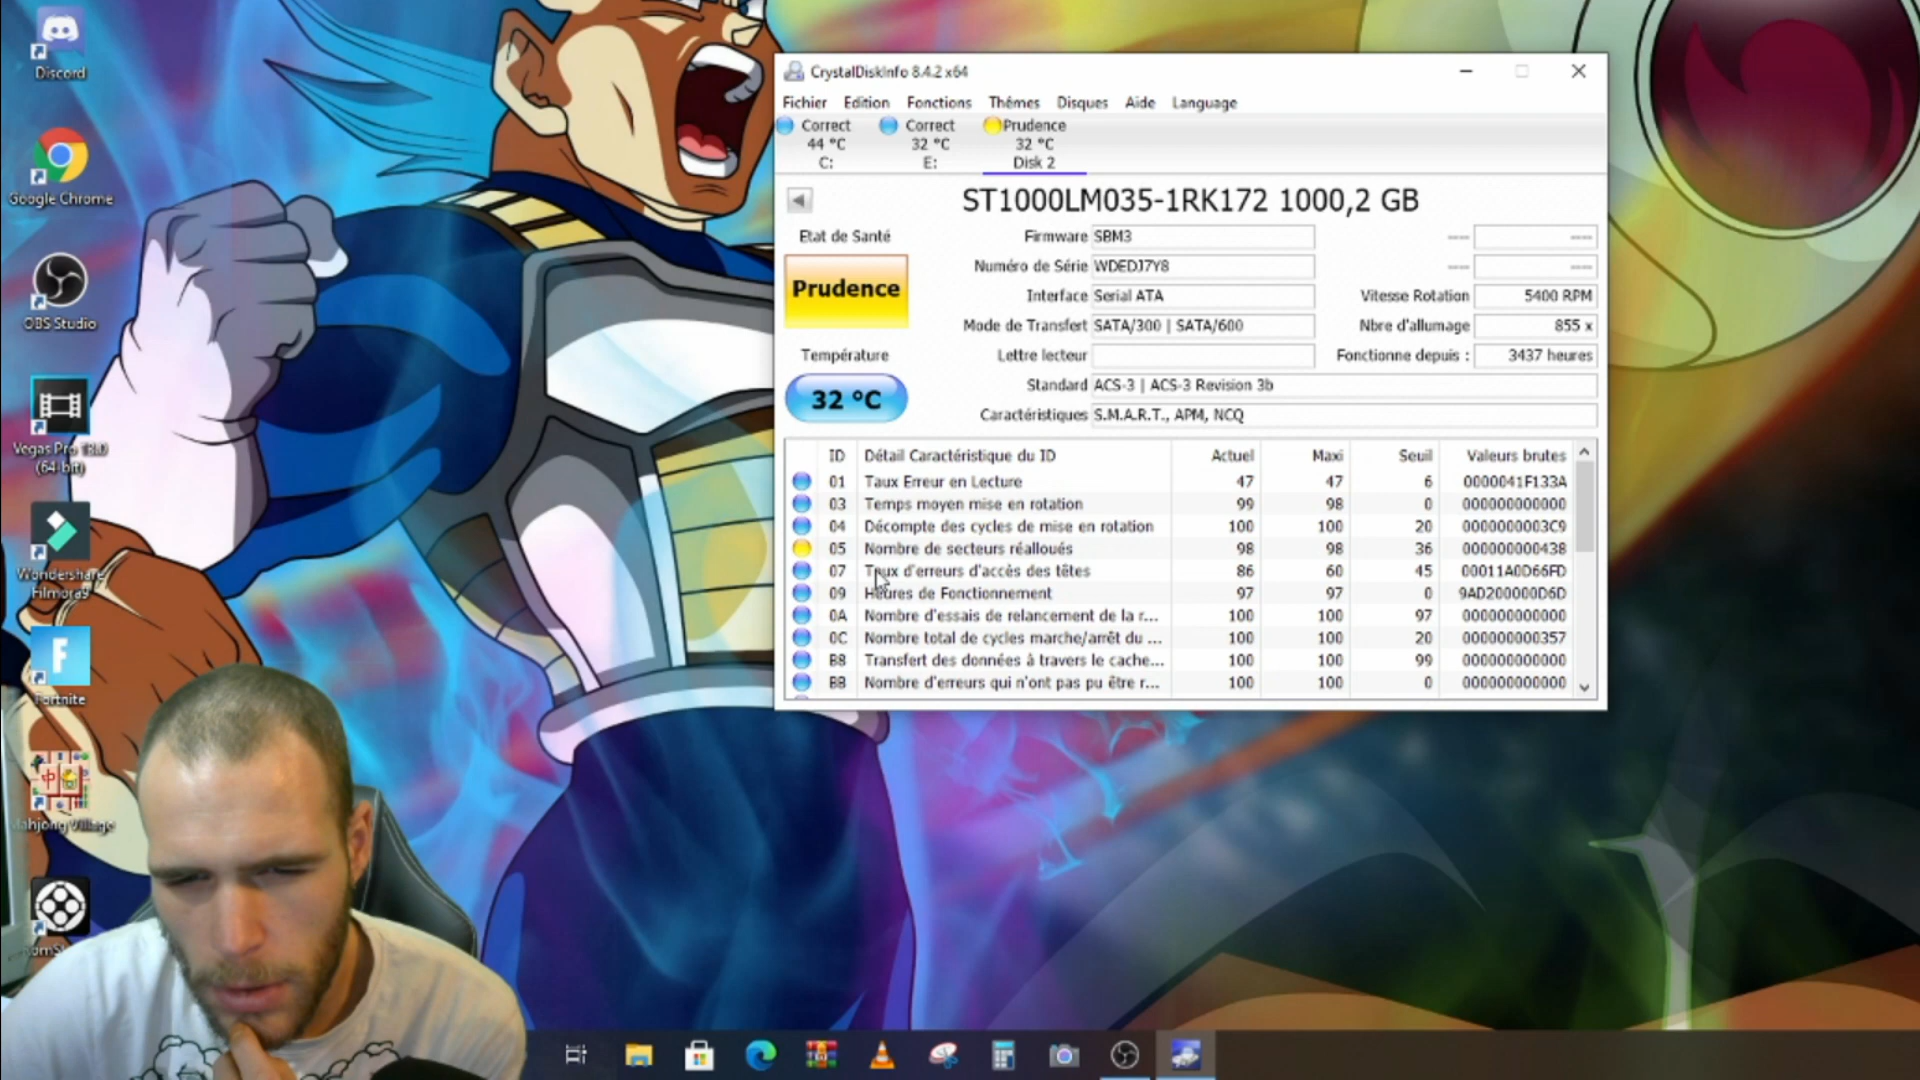 Discord
Google Chrome
OBS Studio
Vegas Pro 18.0
(64-bit)
Wondershare
Filmora9
Fortnite
Mahjong Village
CrystalDiskInfo 8.4.2 x64
Fichier Edition Fonctions Thémes Disques Aide Language
Correct
44 °C
C:
Correct
32 °C
E:
Prudence
32 °C
Disk 2
ST1000LM035-1RK172 1000,2 GB
Etat de Santé
Prudence
Température
32 °C
Firmware SBM3 ---- ----
Numéro de Série WDEDJ7Y8 ---- ----
Interface Serial ATA Vitesse Rotation 5400 RPM
Mode de Transfert SATA/300 | SATA/600 Nbre d'allumage 855 x
Lettre lecteur Fonctionne depuis : 3437 heures
Standard ACS-3 | ACS-3 Revision 3b
Caractéristiques S.M.A.R.T., APM, NCQ
ID Détail Caractéristique du ID Actuel Maxi Seuil Valeurs brutes
01 Taux Erreur en Lecture 47 47 6 0000041F133A
03 Temps moyen mise en rotation 99 98 0 000000000000
04 Décompte des cycles de mise en rotation 100 100 20 0000000003C9
05 Nombre de secteurs réalloués 98 98 36 000000000438
07 Taux d'erreurs d'accès des têtes 86 60 45 00011A0D66FD
09 Heures de Fonctionnement 97 97 0 9AD200000D6D
0A Nombre d'essais de relancement de la r... 100 100 97 000000000000
0C Nombre total de cycles marche/arrêt du ... 100 100 20 000000000357
B8 Transfert des données à travers le cache... 100 100 99 000000000000
BB Nombre d'erreurs qui n'ont pas pu être r... 100 100 0 000000000000